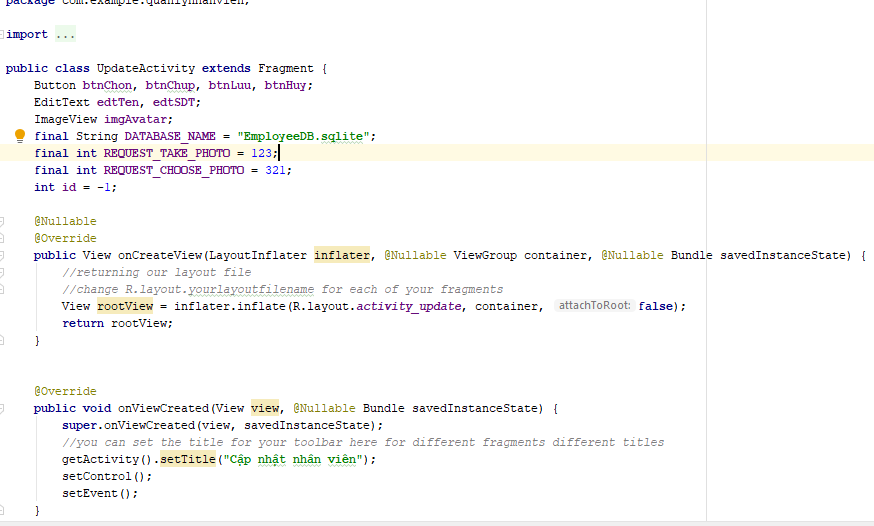 package com.example.quanlynhanvien;
import ...
public class UpdateActivity extends Fragment {
Button btnChon, btnChup, btnLuu, btnHuy;
EditText edtTen, edtSDT;
ImageView imgAvatar;
final String DATABASE_NAME = "EmployeeDB.sqlite";
final int REQUEST_TAKE_PHOTO = 123;
final int REQUEST_CHOOSE_PHOTO = 321;
int id = -1;
@Nullable
@Override
public View onCreateView(LayoutInflater inflater, @Nullable ViewGroup container, @Nullable Bundle savedInstanceState) {
//returning our layout file
//change R.layout.yourlayoutfilename for each of your fragments
View rootView = inflater.inflate(R.layout.activity_update, container, attachToRoot: false);
return rootView;
}
@Override
public void onViewCreated(View view, @Nullable Bundle savedInstanceState) {
super.onViewCreated(view, savedInstanceState);
//you can set the title for your toolbar here for different fragments different titles
getActivity().setTitle("Cập nhật nhân viên");
setControl();
setEvent();
}